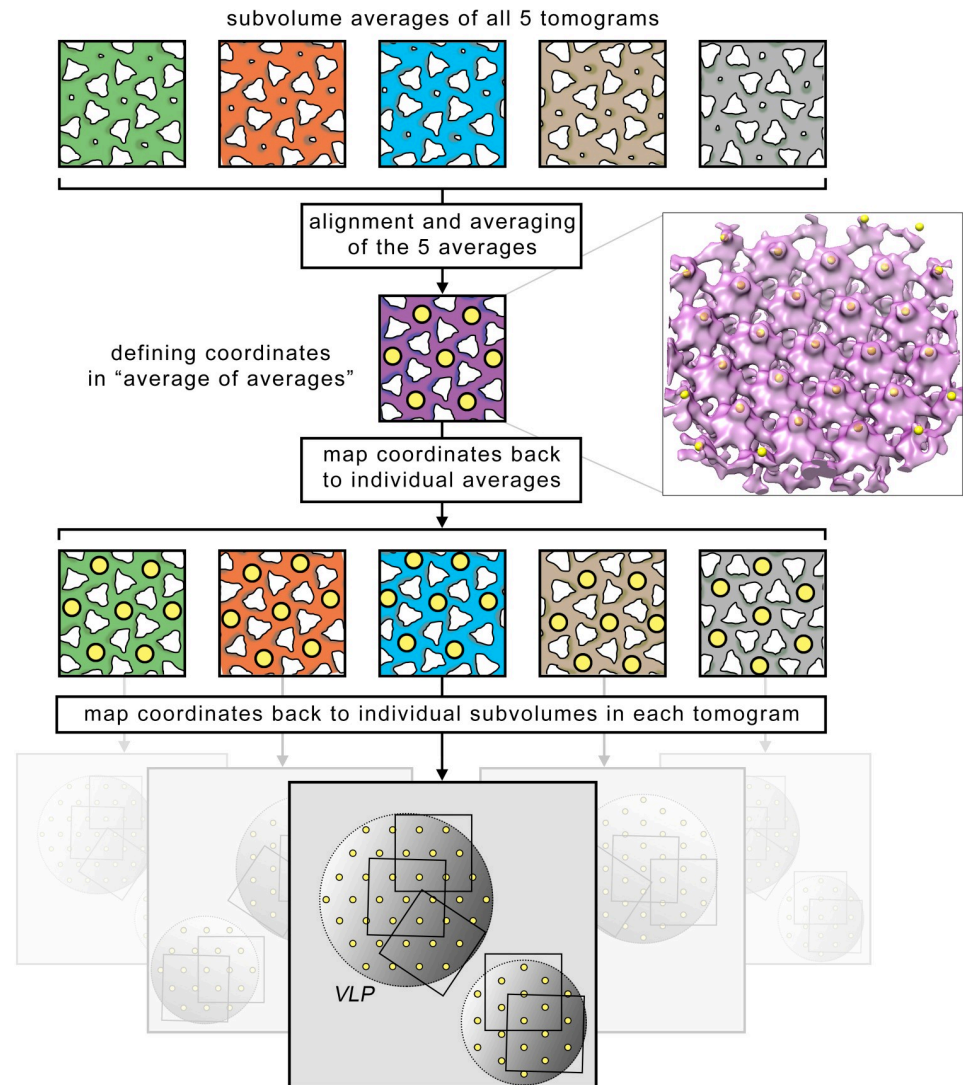 subvolume averages of all 5 tomograms
alignment and averaging
of the 5 averages
defining coordinates
in “average of averages”
map coordinates back
to individual averages
map coordinates back to individual subvolumes in each tomogram
VLP